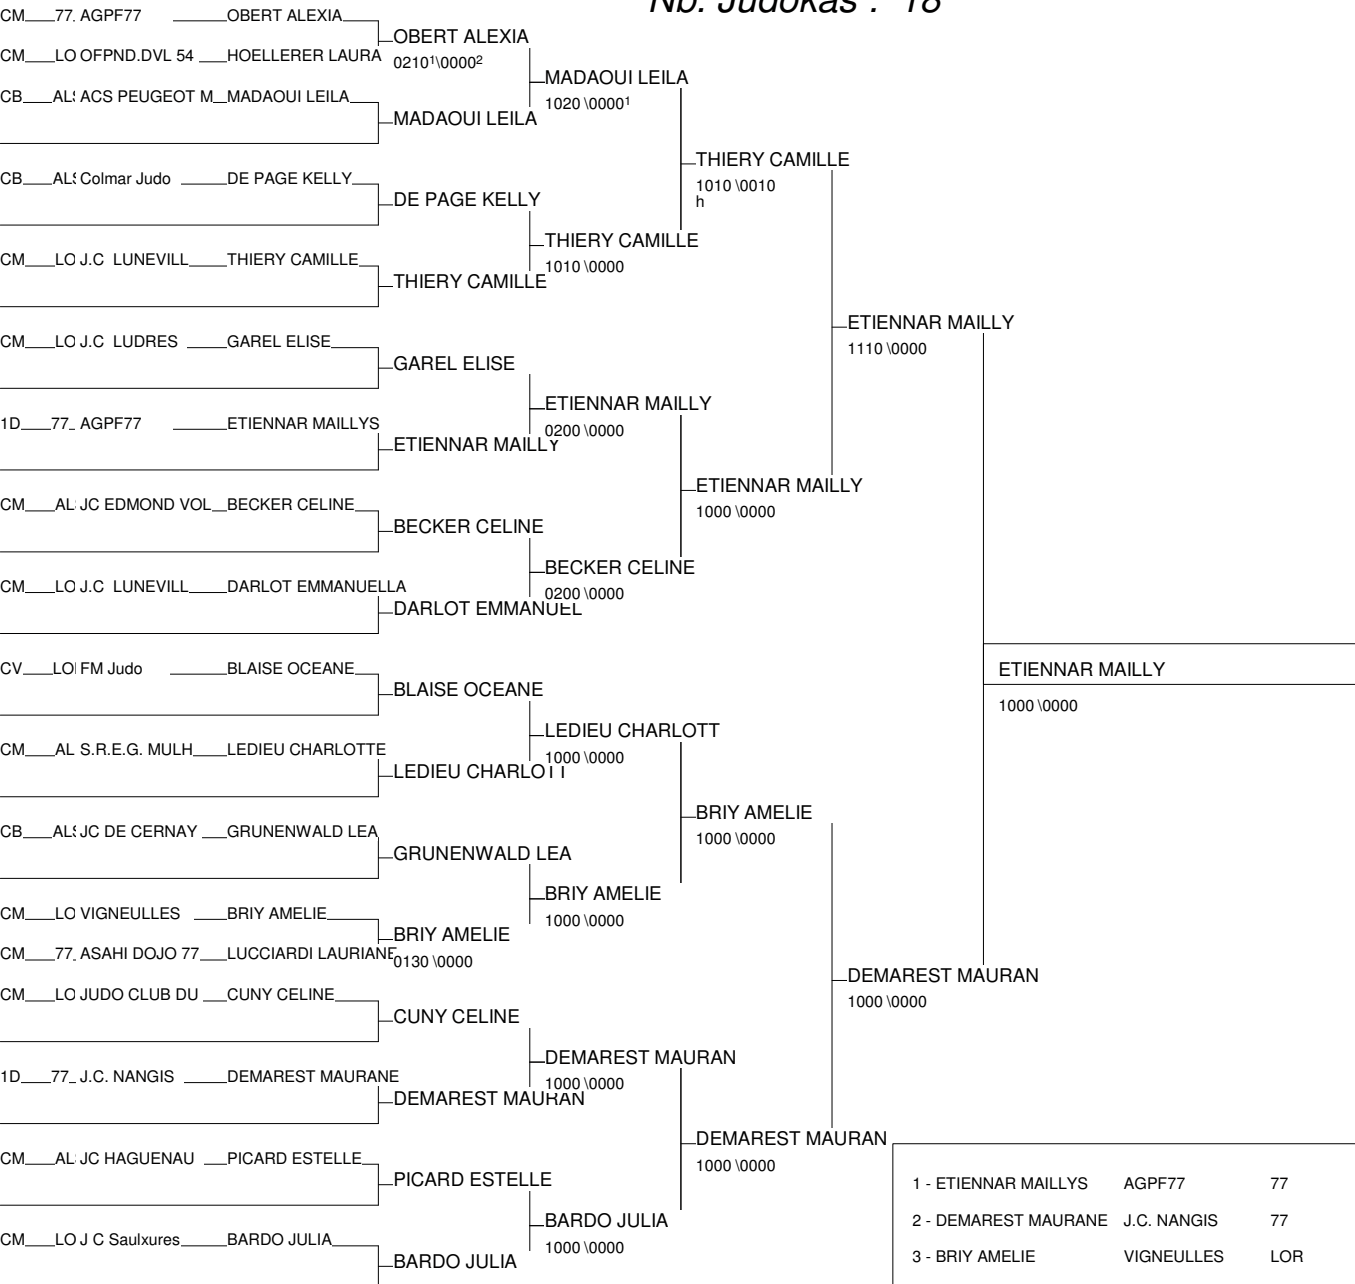 Nb. Judokas : 18
CM 77 AGPF77 OBERT ALEXIA
OBERT ALEXIA
CM LO OFPND.DVL 54 HOELLERER LAURA
0210¹\0000²
MADAOUI LEILA
CB ALS ACS PEUGEOT M MADAOUI LEILA
1020 \0000¹
MADAOUI LEILA
THIERY CAMILLE
CB ALS Colmar Judo DE PAGE KELLY
1010 \0010
h
DE PAGE KELLY
THIERY CAMILLE
CM LO J.C LUNEVILL THIERY CAMILLE
1010 \0000
THIERY CAMILLE
ETIENNAR MAILLY
CM LO J.C LUDRES GAREL ELISE
1110 \0000
GAREL ELISE
ETIENNAR MAILLY
1D 77 AGPF77 ETIENNAR MAILLYS
0200 \0000
ETIENNAR MAILLY
ETIENNAR MAILLY
CM AL JC EDMOND VOL BECKER CELINE
1000 \0000
BECKER CELINE
BECKER CELINE
CM LO J.C LUNEVILL DARLOT EMMANUELLA
0200 \0000
DARLOT EMMANUEL
CV LO FM Judo BLAISE OCEANE
ETIENNAR MAILLY
BLAISE OCEANE
1000 \0000
LEDIEU CHARLOTT
CM AL S.R.E.G. MULH LEDIEU CHARLOTTE
1000 \0000
LEDIEU CHARLOTT
BRIY AMELIE
CB ALS JC DE CERNAY GRUNENWALD LEA
1000 \0000
GRUNENWALD LEA
BRIY AMELIE
CM LO VIGNEULLES BRIY AMELIE
1000 \0000
BRIY AMELIE
CM 77 ASAHI DOJO 77 LUCCIARDI LAURIANE
0130 \0000
DEMAREST MAURAN
CM LO JUDO CLUB DU CUNY CELINE
1000 \0000
CUNY CELINE
DEMAREST MAURAN
1D 77 J.C. NANGIS DEMAREST MAURANE
1000 \0000
DEMAREST MAURAN
DEMAREST MAURAN
CM AL JC HAGUENAU PICARD ESTELLE
1000 \0000
PICARD ESTELLE
1 - ETIENNAR MAILLYS AGPF77 77
BARDO JULIA
2 - DEMAREST MAURANE J.C. NANGIS 77
CM LO J C Saulxures BARDO JULIA
1000 \0000
3 - BRIY AMELIE VIGNEULLES LOR
BARDO JULIA